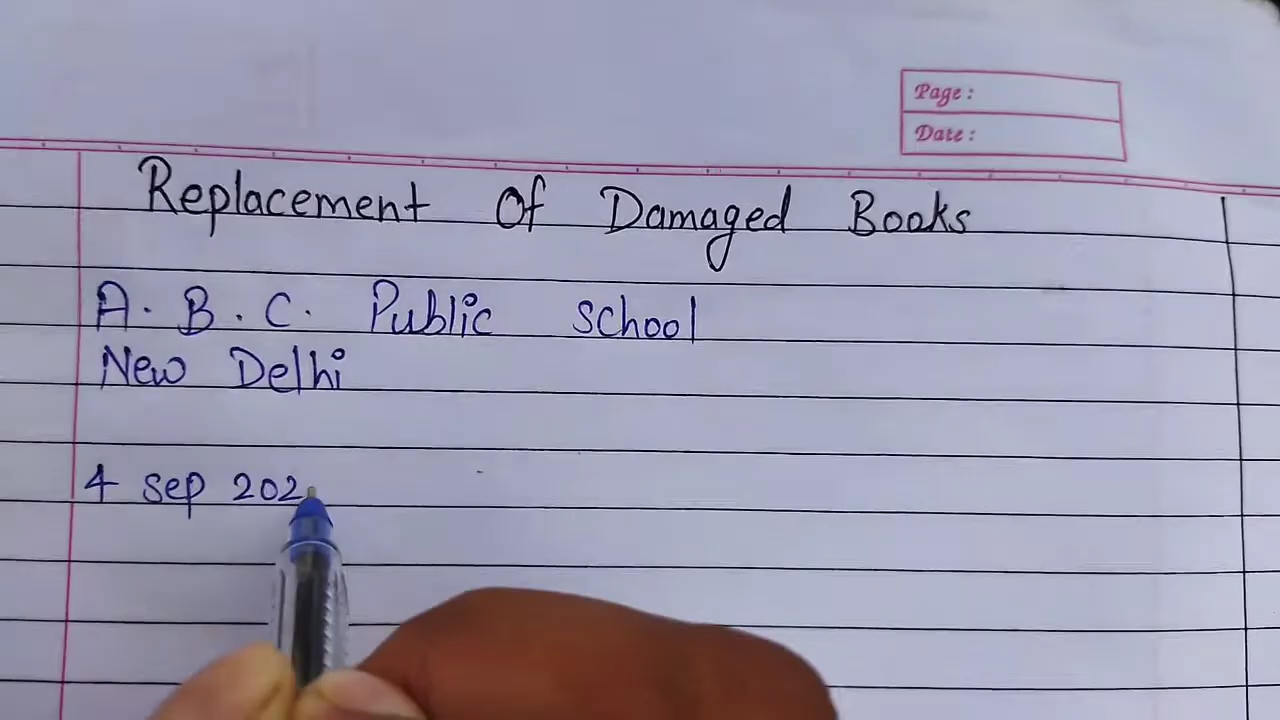 Page :
Date :
Replacement Of Damaged Books
A. B. C. Public School
New Delhi
4 Sep 202